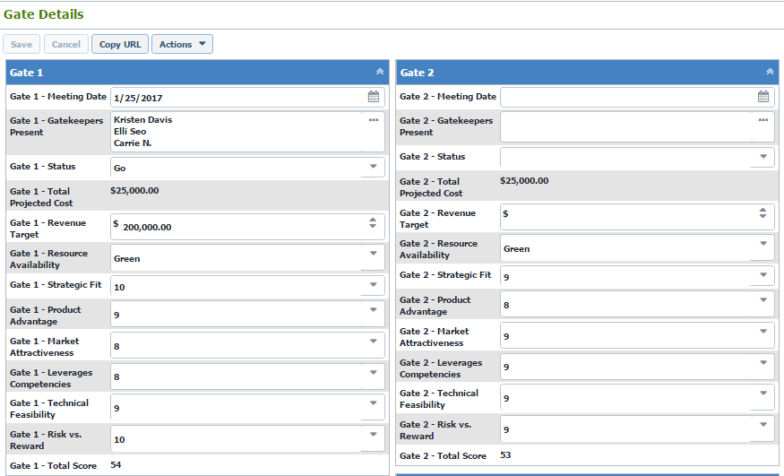 Gate Details
Save Cancel Copy URL Actions
Gate 1
Gate 1 - Meeting Date 1/25/2017
Gate 1 - Gatekeepers Present
Kristen Davis
Elli Seo
Carrie N.
Gate 1 - Status Go
Gate 1 - Total Projected Cost $25,000.00
Gate 1 - Revenue Target $ 200,000.00
Gate 1 - Resource Availability Green
Gate 1 - Strategic Fit 10
Gate 1 - Product Advantage 9
Gate 1 - Market Attractiveness 8
Gate 1 - Leverages Competencies 8
Gate 1 - Technical Feasibility 9
Gate 1 - Risk vs. Reward 10
Gate 1 - Total Score 54
Gate 2
Gate 2 - Meeting Date
Gate 2 - Gatekeepers Present
Gate 2 - Status
Gate 2 - Total Projected Cost $25,000.00
Gate 2 - Revenue Target $
Gate 2 - Resource Availability Green
Gate 2 - Strategic Fit 9
Gate 2 - Product Advantage 8
Gate 2 - Market Attractiveness 9
Gate 2 - Leverages Competencies 9
Gate 2 - Technical Feasibility 9
Gate 2 - Risk vs. Reward 9
Gate 2 - Total Score 53